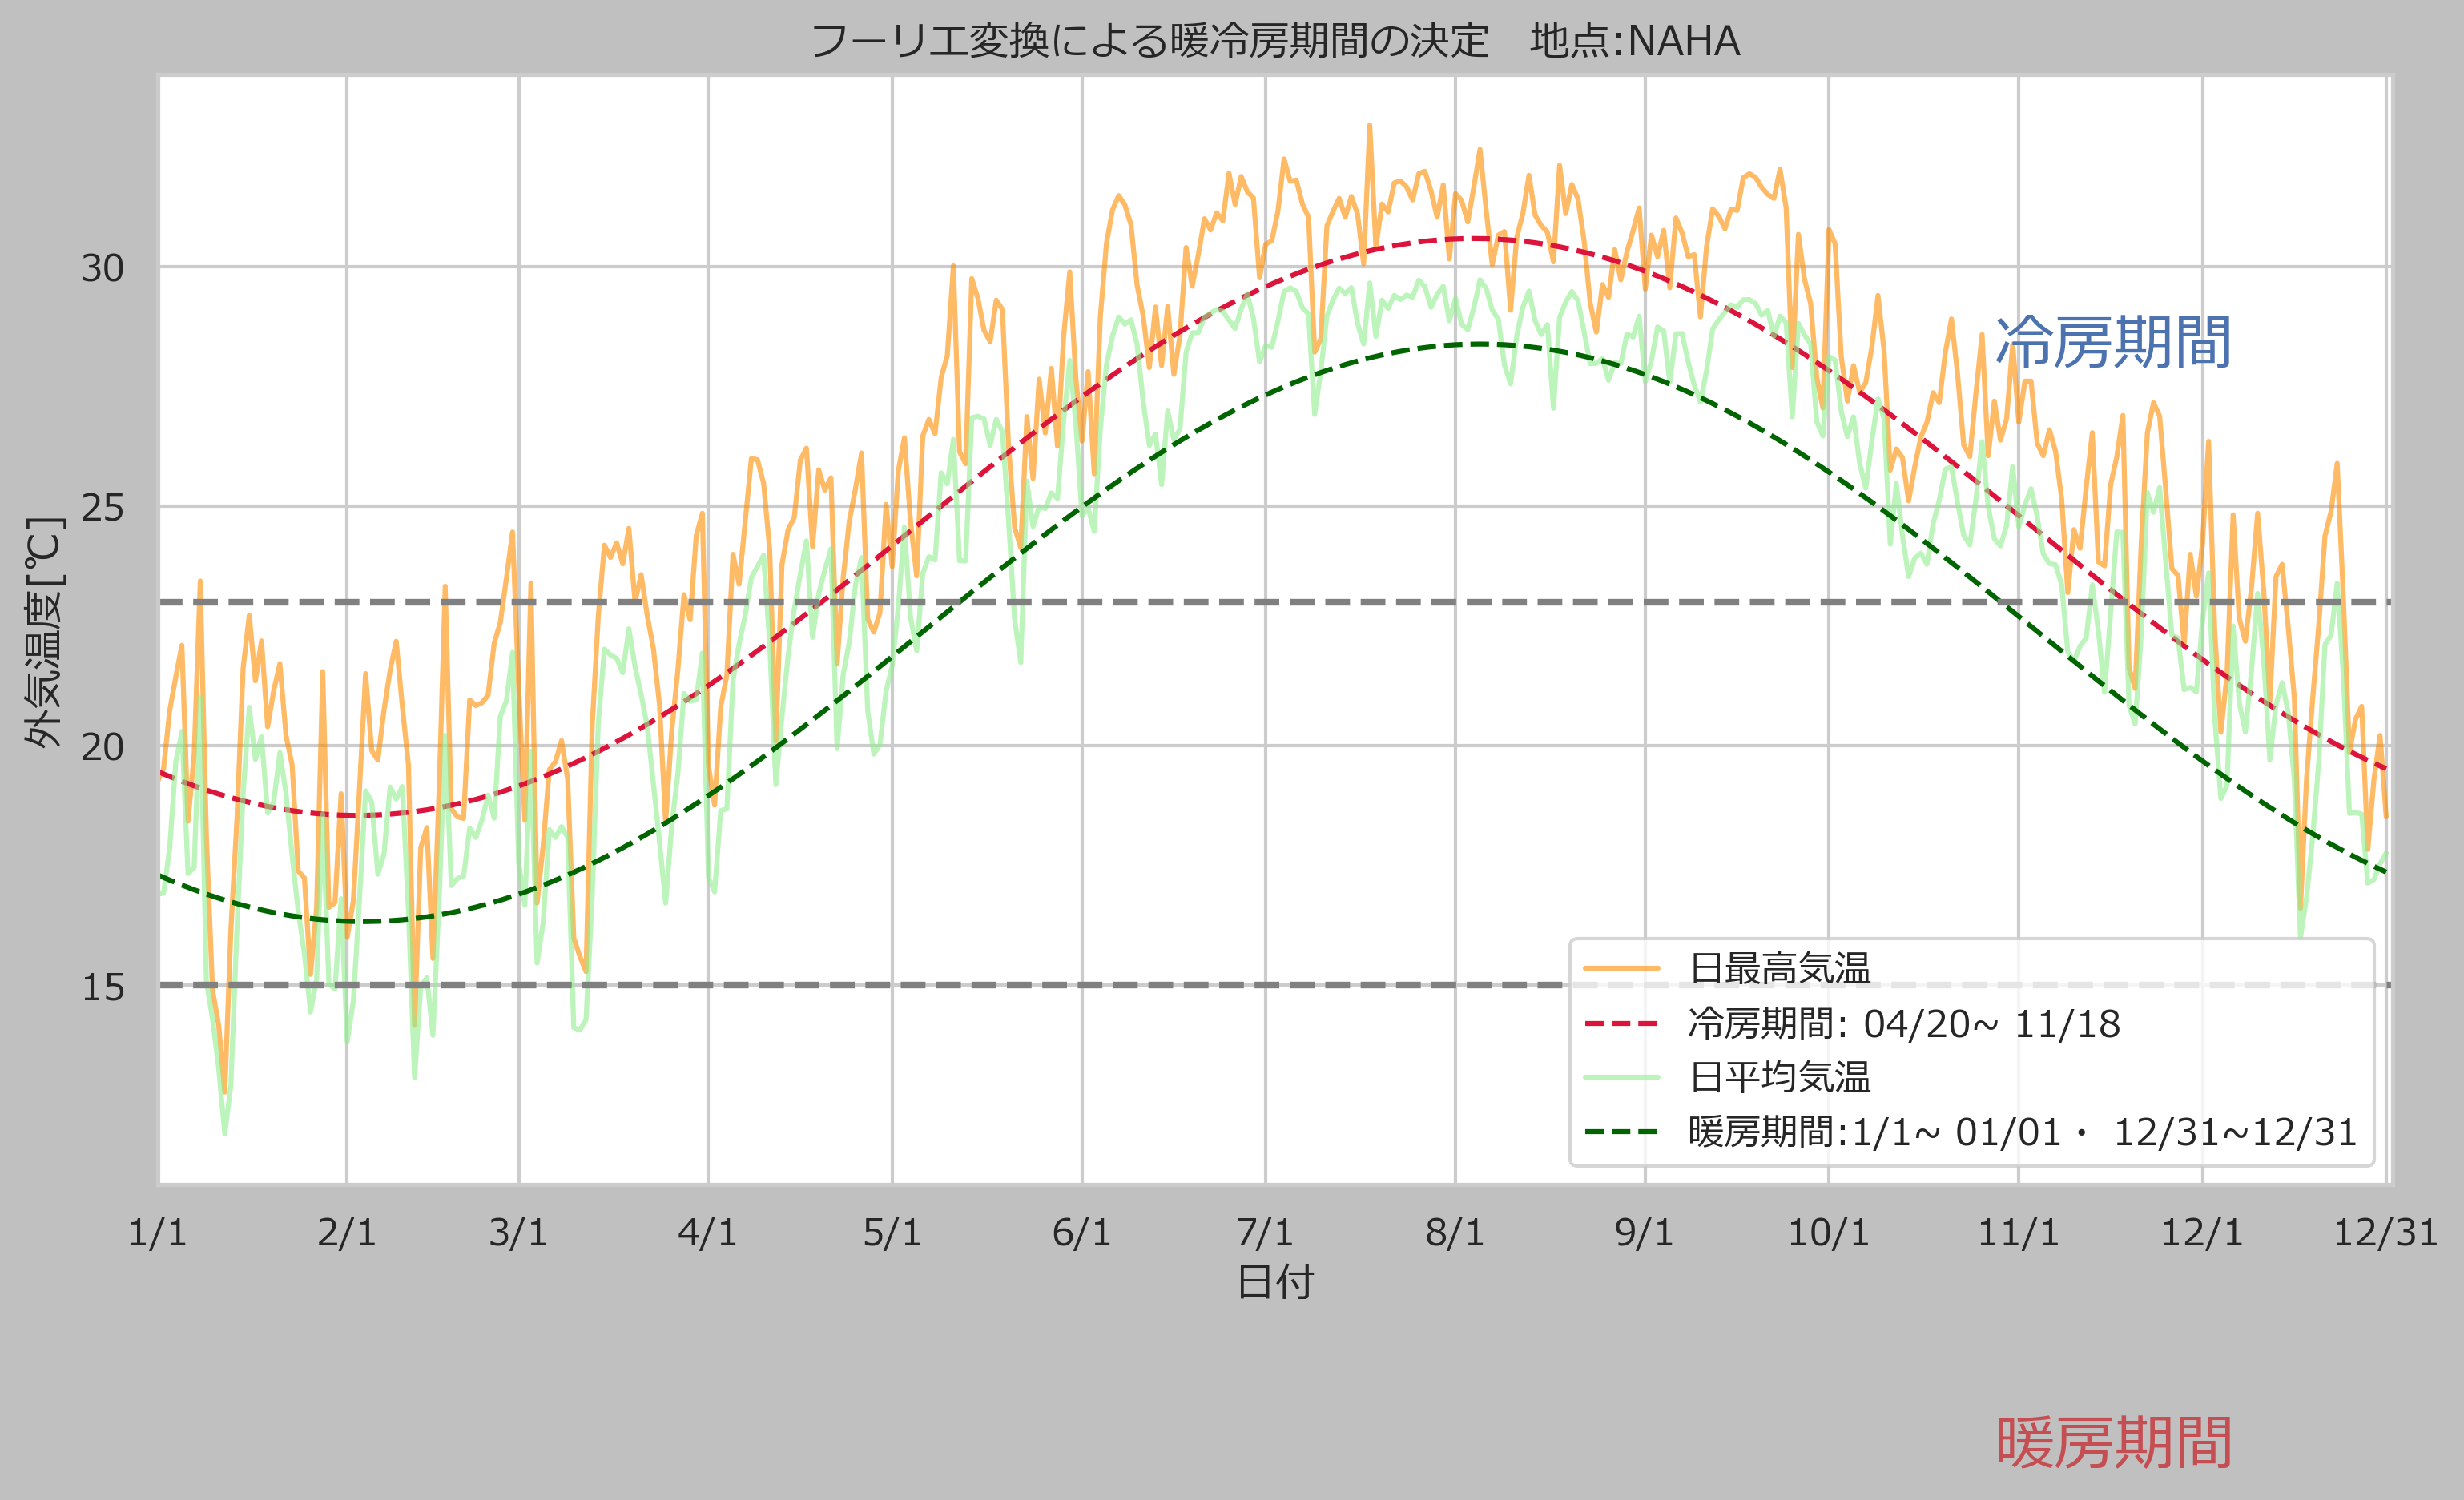 フーリエ変換による暖冷房期間の決定　地点:NAHA
外気温度[℃]
30
25
20
15
冷房期間
日最高気温
冷房期間: 04/20~ 11/18
日平均気温
暖房期間:1/1~ 01/01・ 12/31~12/31
1/1 2/1 3/1 4/1 5/1 6/1 7/1 8/1 9/1 10/1 11/1 12/1 12/31
日付
暖房期間